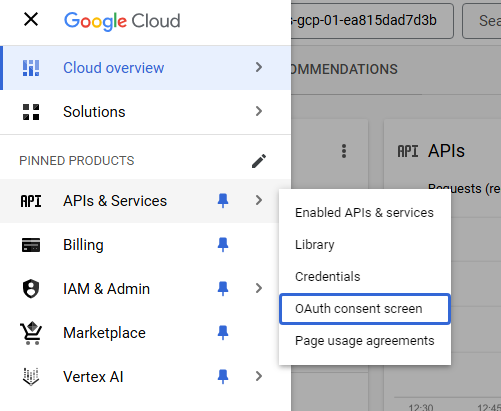 Google Cloud
s-gcp-01-ea815dad7d3b
Sea
Cloud overview
OMMENDATIONS
Solutions
PINNED PRODUCTS
API APIs
API APIs & Services
Requests (re
Enabled APIs & services
Billing
Library
Credentials
IAM & Admin
OAuth consent screen
Marketplace
Page usage agreements
Vertex AI
12:30
12:45